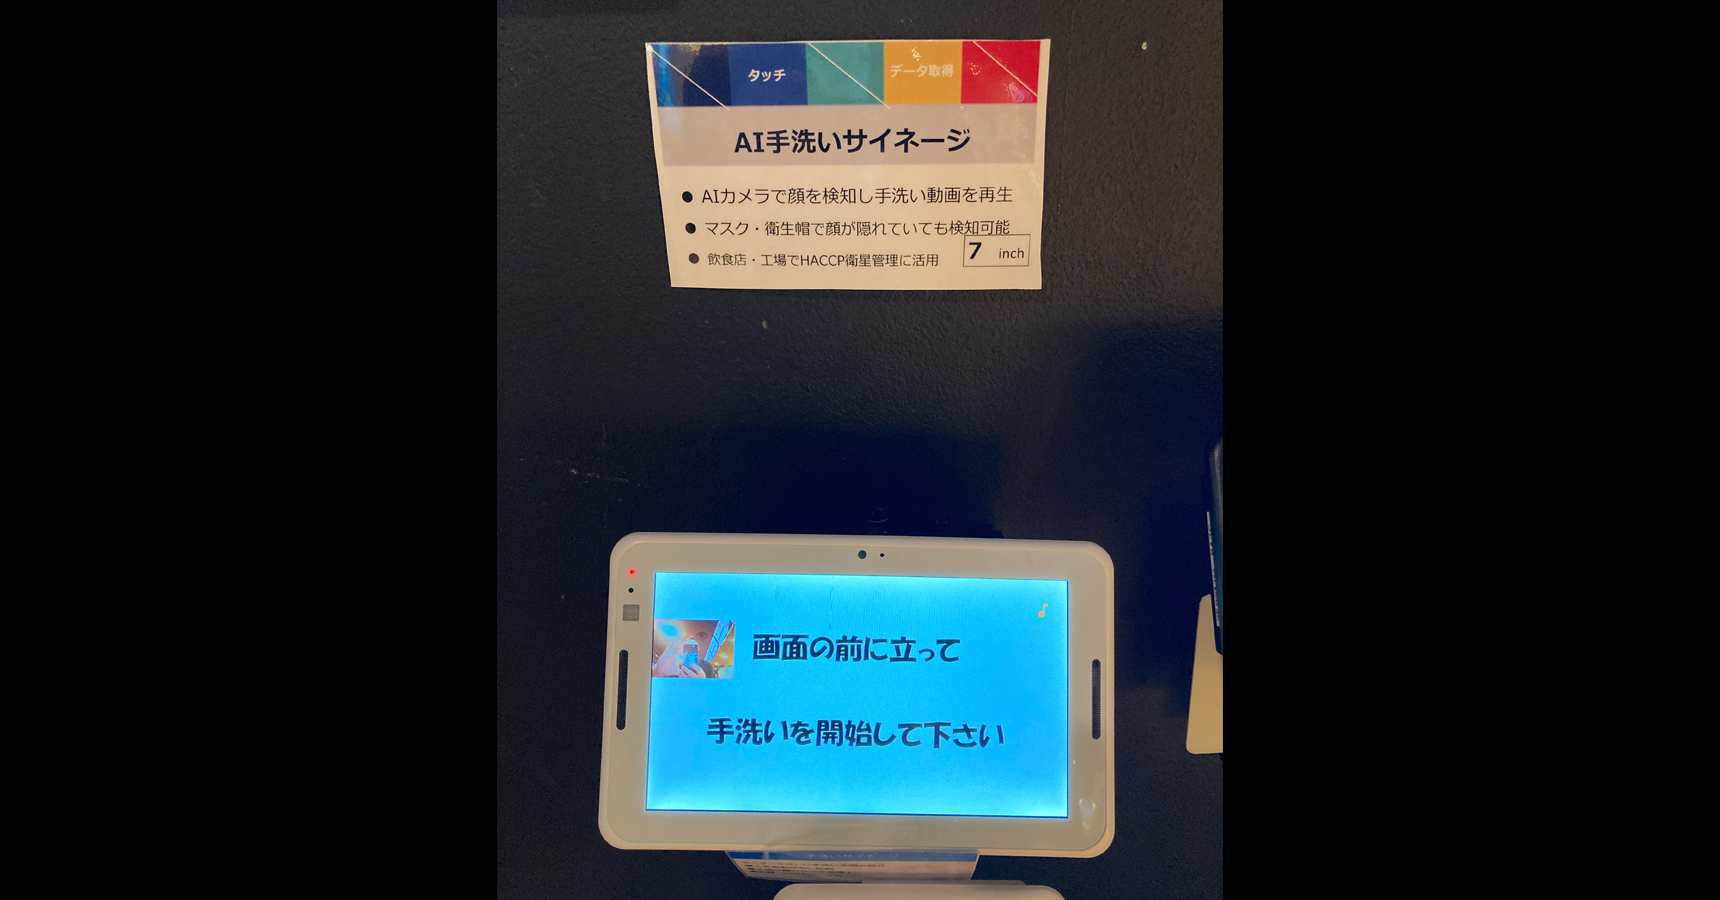 タッチ
データ取得
AI手洗いサイネージ
● AIカメラで顔を検知し手洗い動画を再生
● マスク・衛生帽で顔が隠れていても検知可能
● 飲食店・工場でHACCP衛星管理に活用
7 inch
画面の前に立って
手洗いを開始して下さい